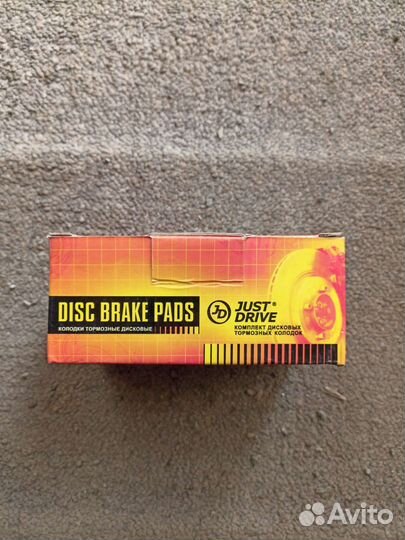 DISC BRAKE PADS
КОЛОДКИ ТОРМОЗНЫЕ ДИСКОВЫЕ
JD JUST® DRIVE
КОМПЛЕКТ ДИСКОВЫХ
ТОРМОЗНЫХ КОЛОДОК
Avito